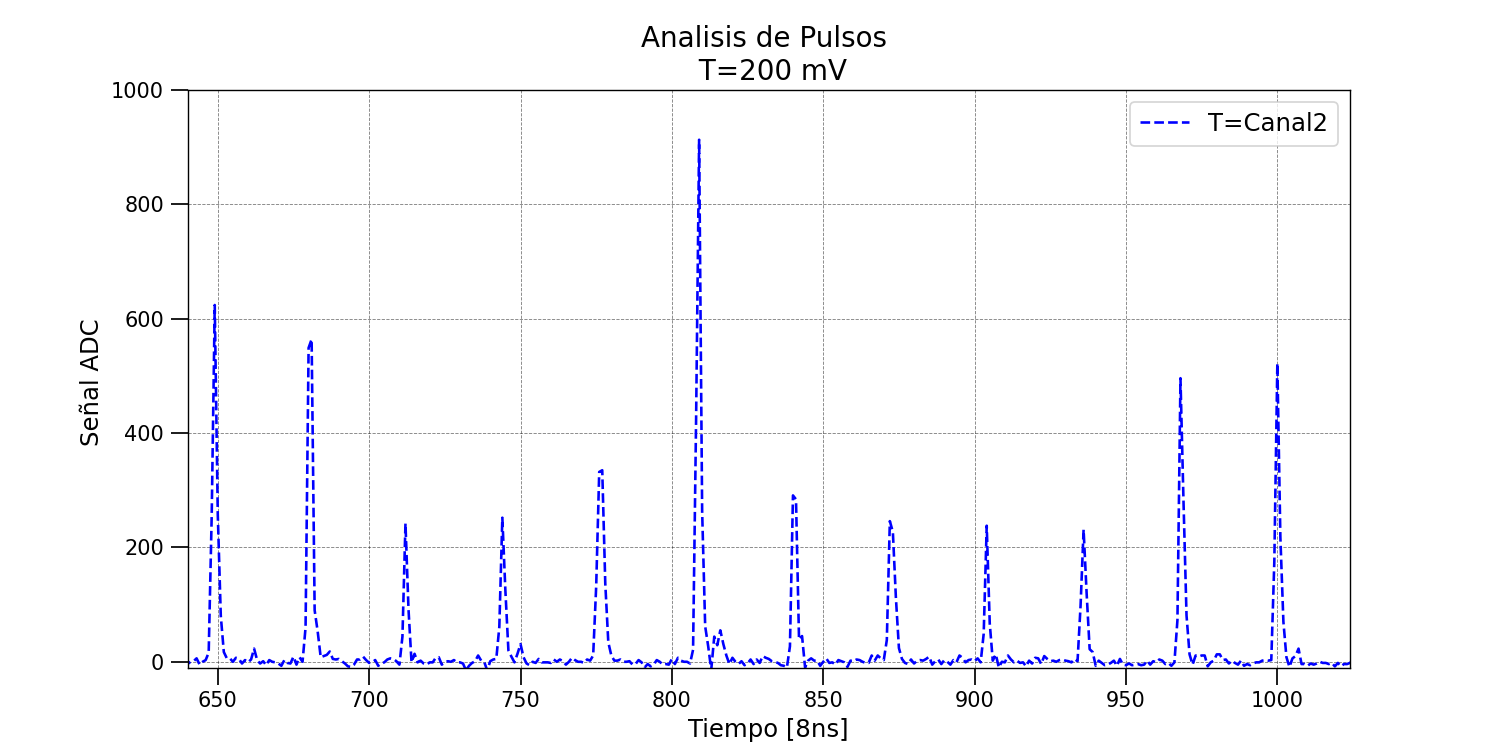 Analisis de Pulsos
T=200 mV
T=Canal2
Señal ADC
1000
800
600
400
200
0
650 700 750 800 850 900 950 1000
Tiempo [8ns]